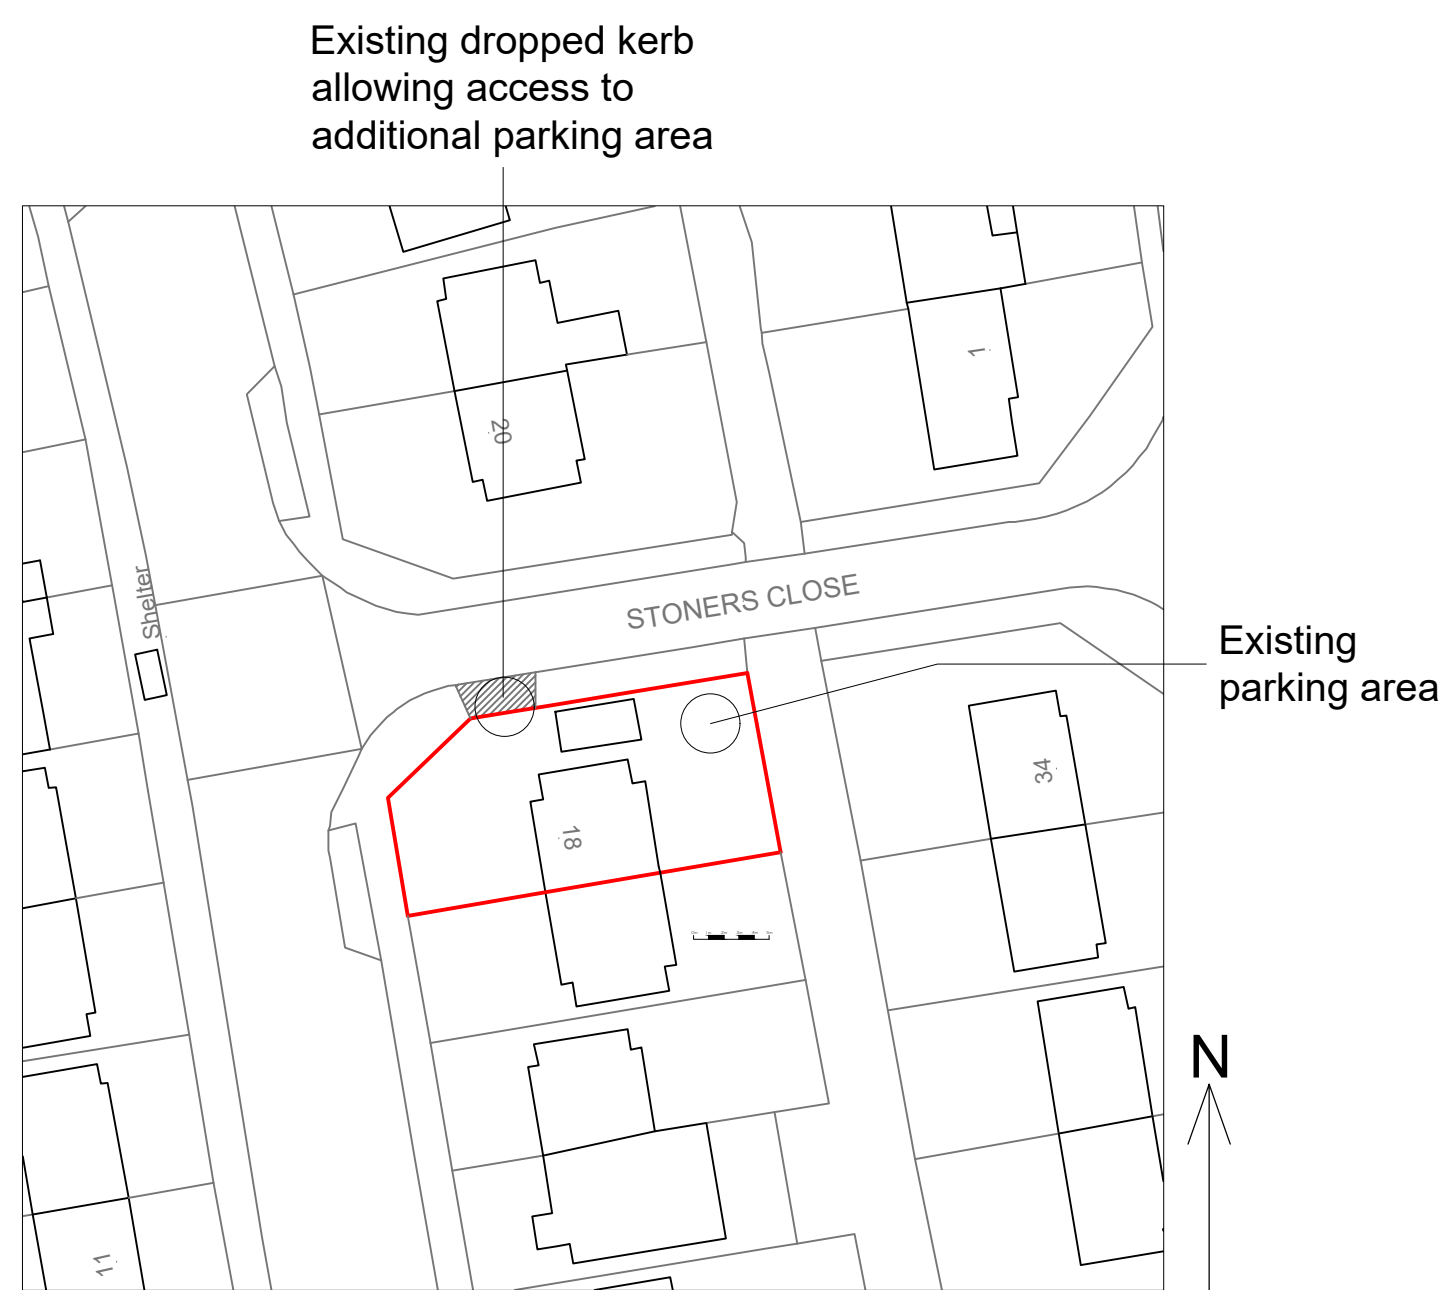 Existing dropped kerb
allowing access to
additional parking area
1
20
STONERS CLOSE
Shelter
Existing
parking area
34
18
N
11